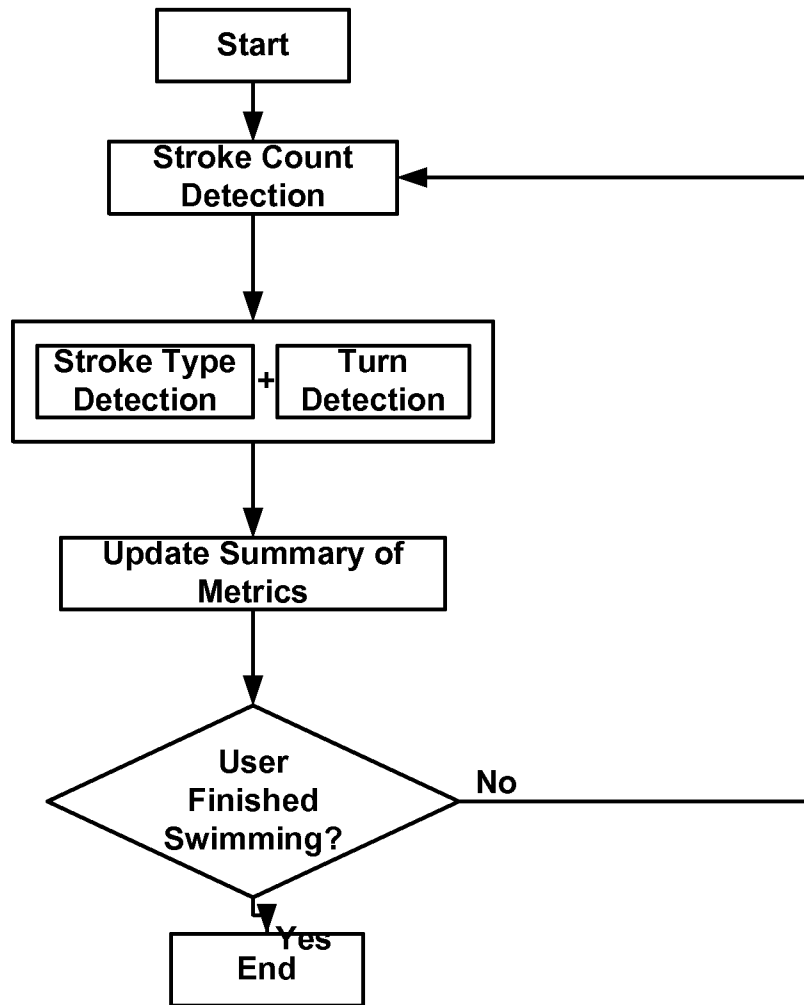 Start
Stroke Count
Detection
Stroke Type
Detection
+
Turn
Detection
Update Summary of
Metrics
User
Finished
Swimming?
No
Yes
End